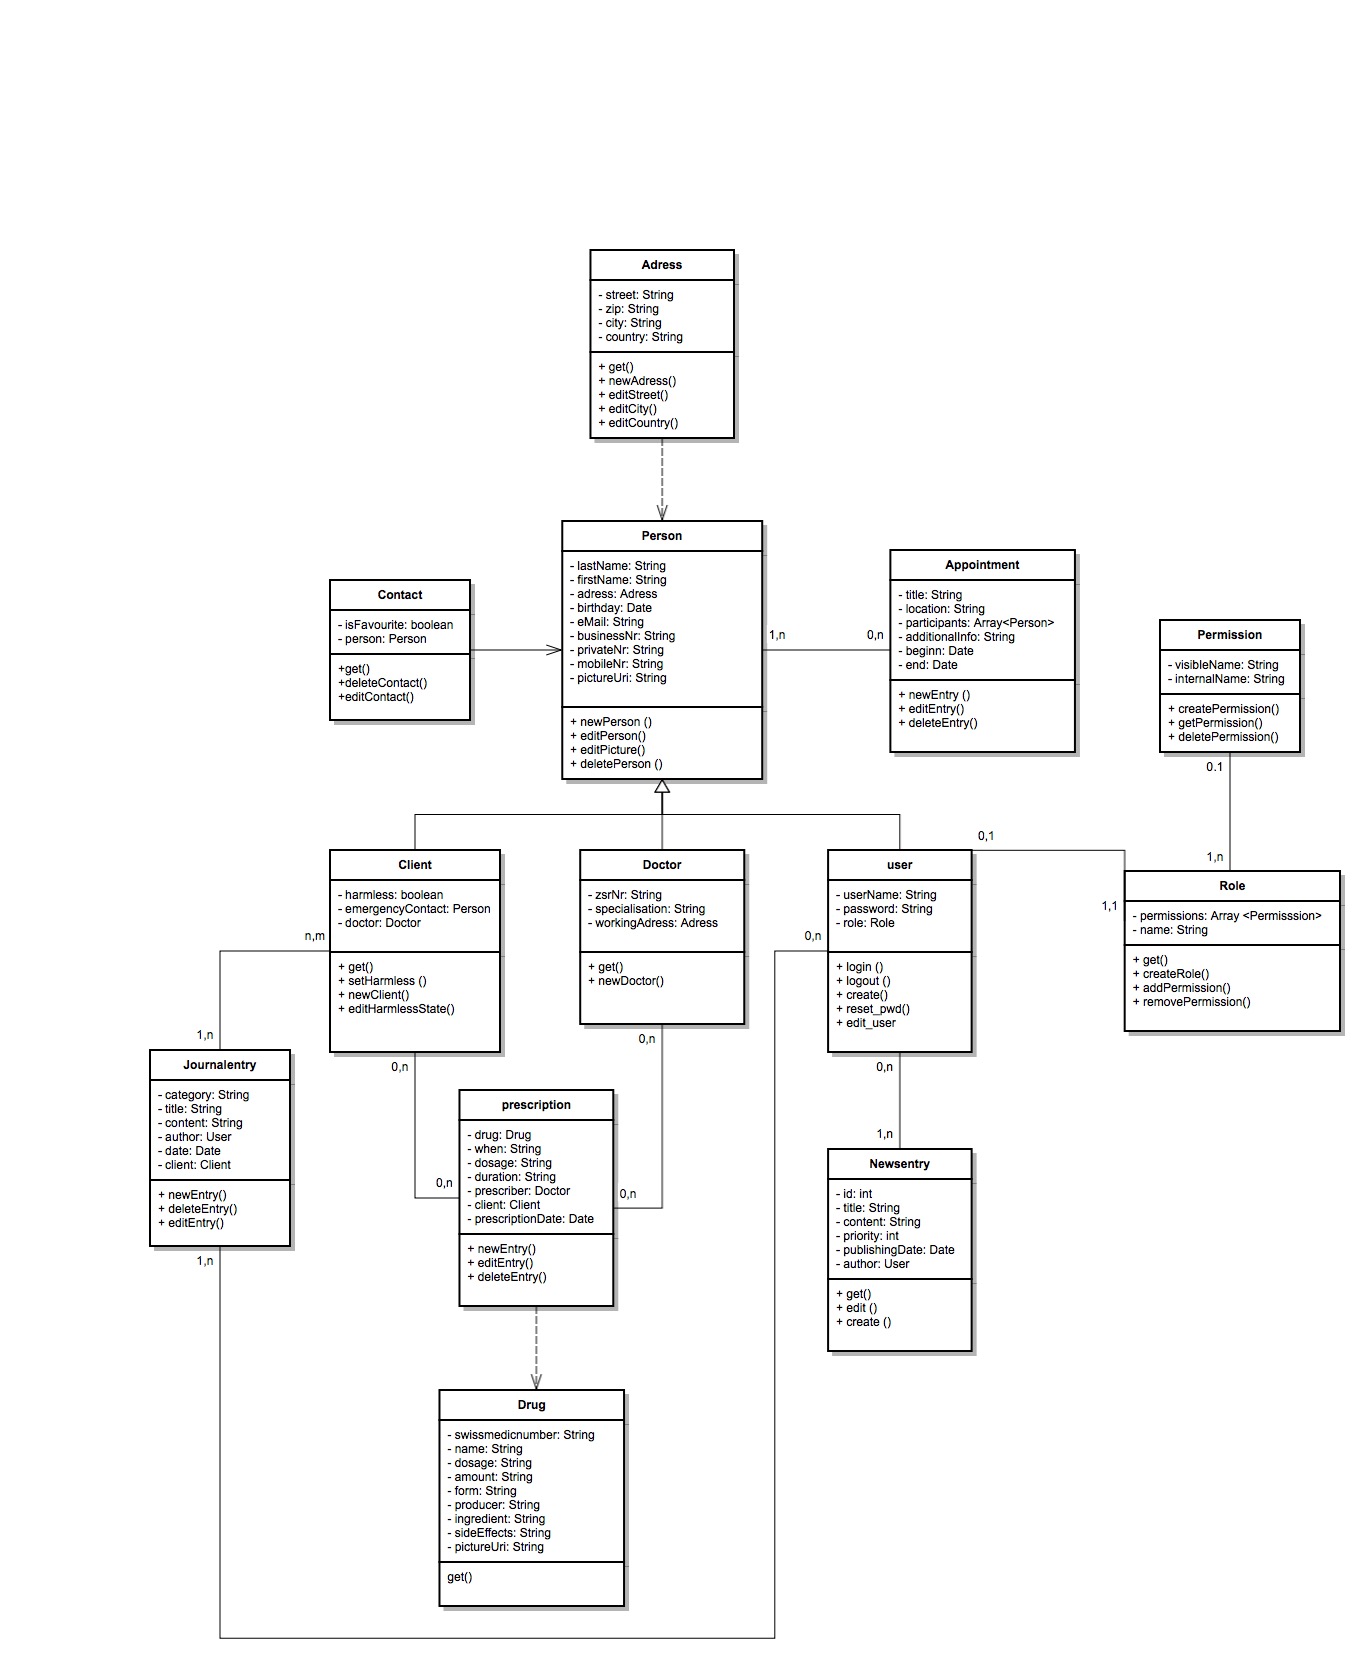 Adress
- street: String
- zip: String
- city: String
- country: String
+ get()
+ newAdress()
+ editStreet()
+ editCity()
+ editCountry()
Person
- lastName: String
- firstName: String
- adress: Adress
- birthday: Date
- eMail: String
- businessNr: String
- privateNr: String
- mobileNr: String
- pictureUri: String
+ newPerson ()
+ editPerson()
+ editPicture()
+ deletePerson ()
Contact
- isFavourite: boolean
- person: Person
+get()
+deleteContact()
+editContact()
1,n
0,n
Appointment
- title: String
- location: String
- participants: Array<Person>
- additionalInfo: String
- beginn: Date
- end: Date
+ newEntry ()
+ editEntry()
+ deleteEntry()
Permission
- visibleName: String
- internalName: String
+ createPermission()
+ getPermission()
+ deletePermission()
0.1
1,n
0,1
1,1
Client
- harmless: boolean
- emergencyContact: Person
- doctor: Doctor
+ get()
+ setHarmless ()
+ newClient()
+ editHarmlessState()
Doctor
- zsrNr: String
- specialisation: String
- workingAdress: Adress
+ get()
+ newDoctor()
user
- userName: String
- password: String
- role: Role
+ login ()
+ logout ()
+ create()
+ reset_pwd()
+ edit_user
Role
- permissions: Array <Permisssion>
- name: String
+ get()
+ createRole()
+ addPermission()
+ removePermission()
n,m
0,n
1,n
0,n
0,n
0,n
Journalentry
- category: String
- title: String
- content: String
- author: User
- date: Date
- client: Client
+ newEntry()
+ deleteEntry()
+ editEntry()
1,n
prescription
- drug: Drug
- when: String
- dosage: String
- duration: String
- prescriber: Doctor
- client: Client
- prescriptionDate: Date
+ newEntry()
+ editEntry()
+ deleteEntry()
0,n
0,n
1,n
Newsentry
- id: int
- title: String
- content: String
- priority: int
- publishingDate: Date
- author: User
+ get()
+ edit ()
+ create ()
Drug
- swissmedicnumber: String
- name: String
- dosage: String
- amount: String
- form: String
- producer: String
- ingredient: String
- sideEffects: String
- pictureUri: String
get()